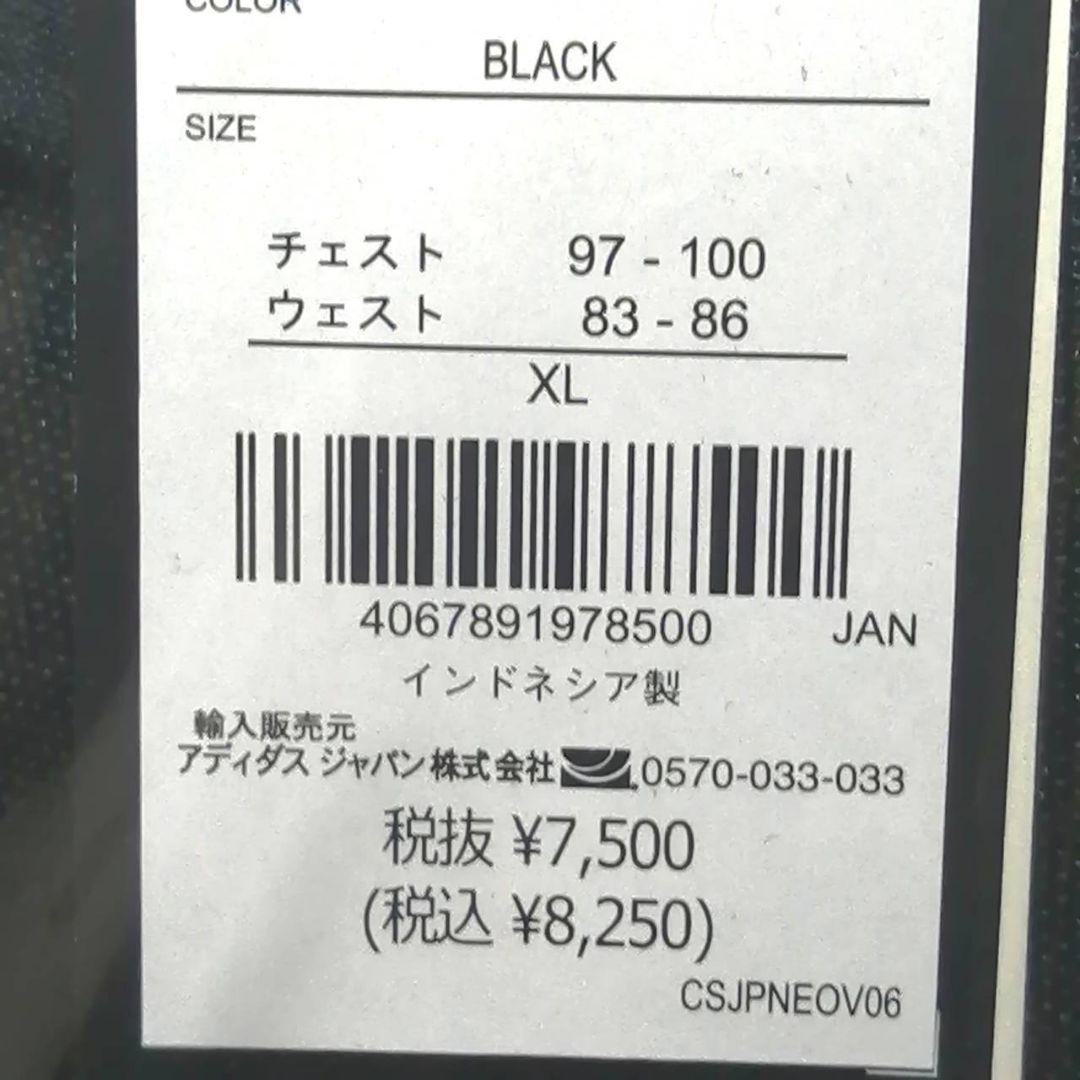 COLOR
BLACK
SIZE
チェスト 97 - 100
ウェスト 83 - 86
XL
4067891978500 JAN
インドネシア製
輸入販売元
アディダス ジャパン株式会社 0570-033-033
税抜 ¥7,500
(税込 ¥8,250)
CSJPNEOV06